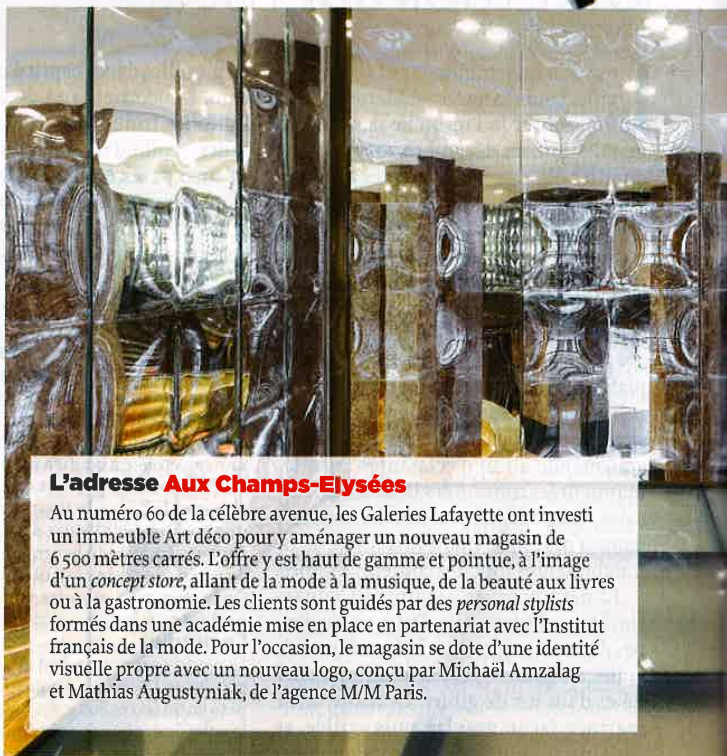 L'adresse Aux Champs-Elysées
Au numéro 60 de la célèbre avenue, les Galeries Lafayette ont investi
un immeuble Art déco pour y aménager un nouveau magasin de
6 500 mètres carrés. L'offre y est haut de gamme et pointue, à l'image
d'un concept store, allant de la mode à la musique, de la beauté aux livres
ou à la gastronomie. Les clients sont guidés par des personal stylists
formés dans une académie mise en place en partenariat avec l'Institut
français de la mode. Pour l'occasion, le magasin se dote d'une identité
visuelle propre avec un nouveau logo, conçu par Michaël Amzalag
et Mathias Augustyniak, de l'agence M/M Paris.